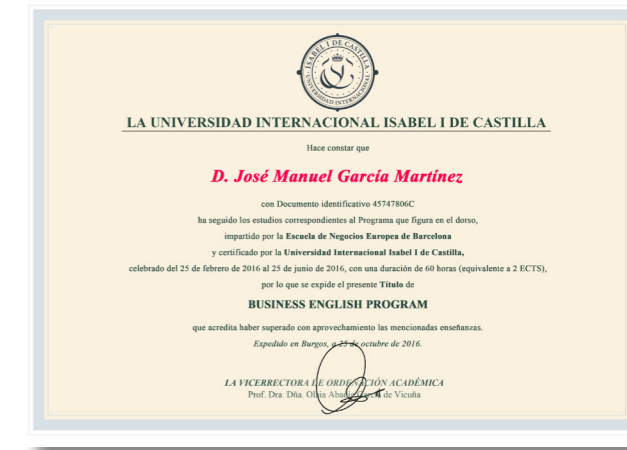 ISABEL I DE CASTILLA
UNIVERSIDAD INTERNACIONAL
LA UNIVERSIDAD INTERNACIONAL ISABEL I DE CASTILLA
Hace constar que
D. José Manuel García Martínez
con Documento identificativo 45747806C
ha seguido los estudios correspondientes al Programa que figura en el dorso,
impartido por la Escuela de Negocios Europea de Barcelona
y certificado por la Universidad Internacional Isabel I de Castilla,
celebrado del 25 de febrero de 2016 al 25 de junio de 2016, con una duración de 60 horas (equivalente a 2 ECTS),
por lo que se expide el presente Título de
BUSINESS ENGLISH PROGRAM
que acredita haber superado con aprovechamiento las mencionadas enseñanzas.
Expedido en Burgos, a 25 de octubre de 2016.
LA VICERRECTORA DE ORDENACIÓN ACADÉMICA
Prof. Dra. Dña. de Vicuña